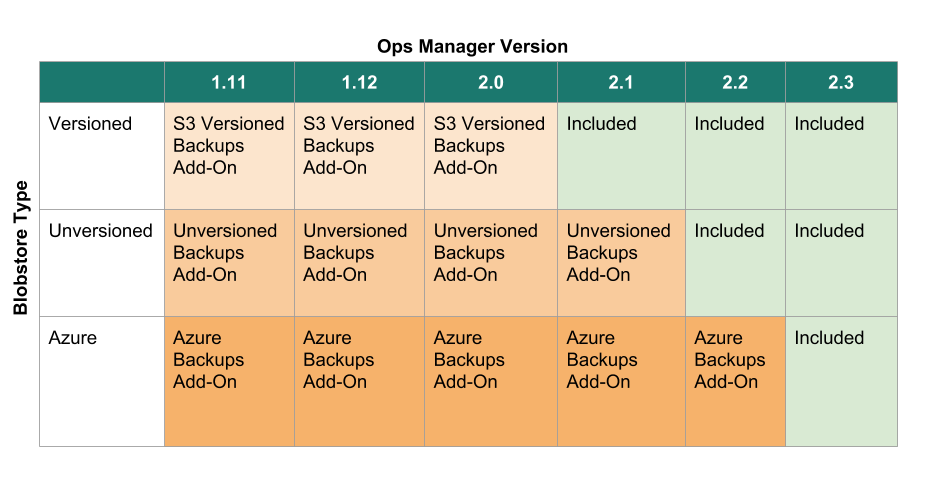 Ops Manager Version
1.11 1.12 2.0 2.1 2.2 2.3
Blobstore Type
Versioned S3 Versioned S3 Versioned S3 Versioned Included Included Included
Backups Backups Backups
Add-On Add-On Add-On
Unversioned Unversioned Unversioned Unversioned Unversioned Included Included
Backups Backups Backups Backups
Add-On Add-On Add-On Add-On
Azure Azure Azure Azure Azure Azure Included
Backups Backups Backups Backups Backups
Add-On Add-On Add-On Add-On Add-On